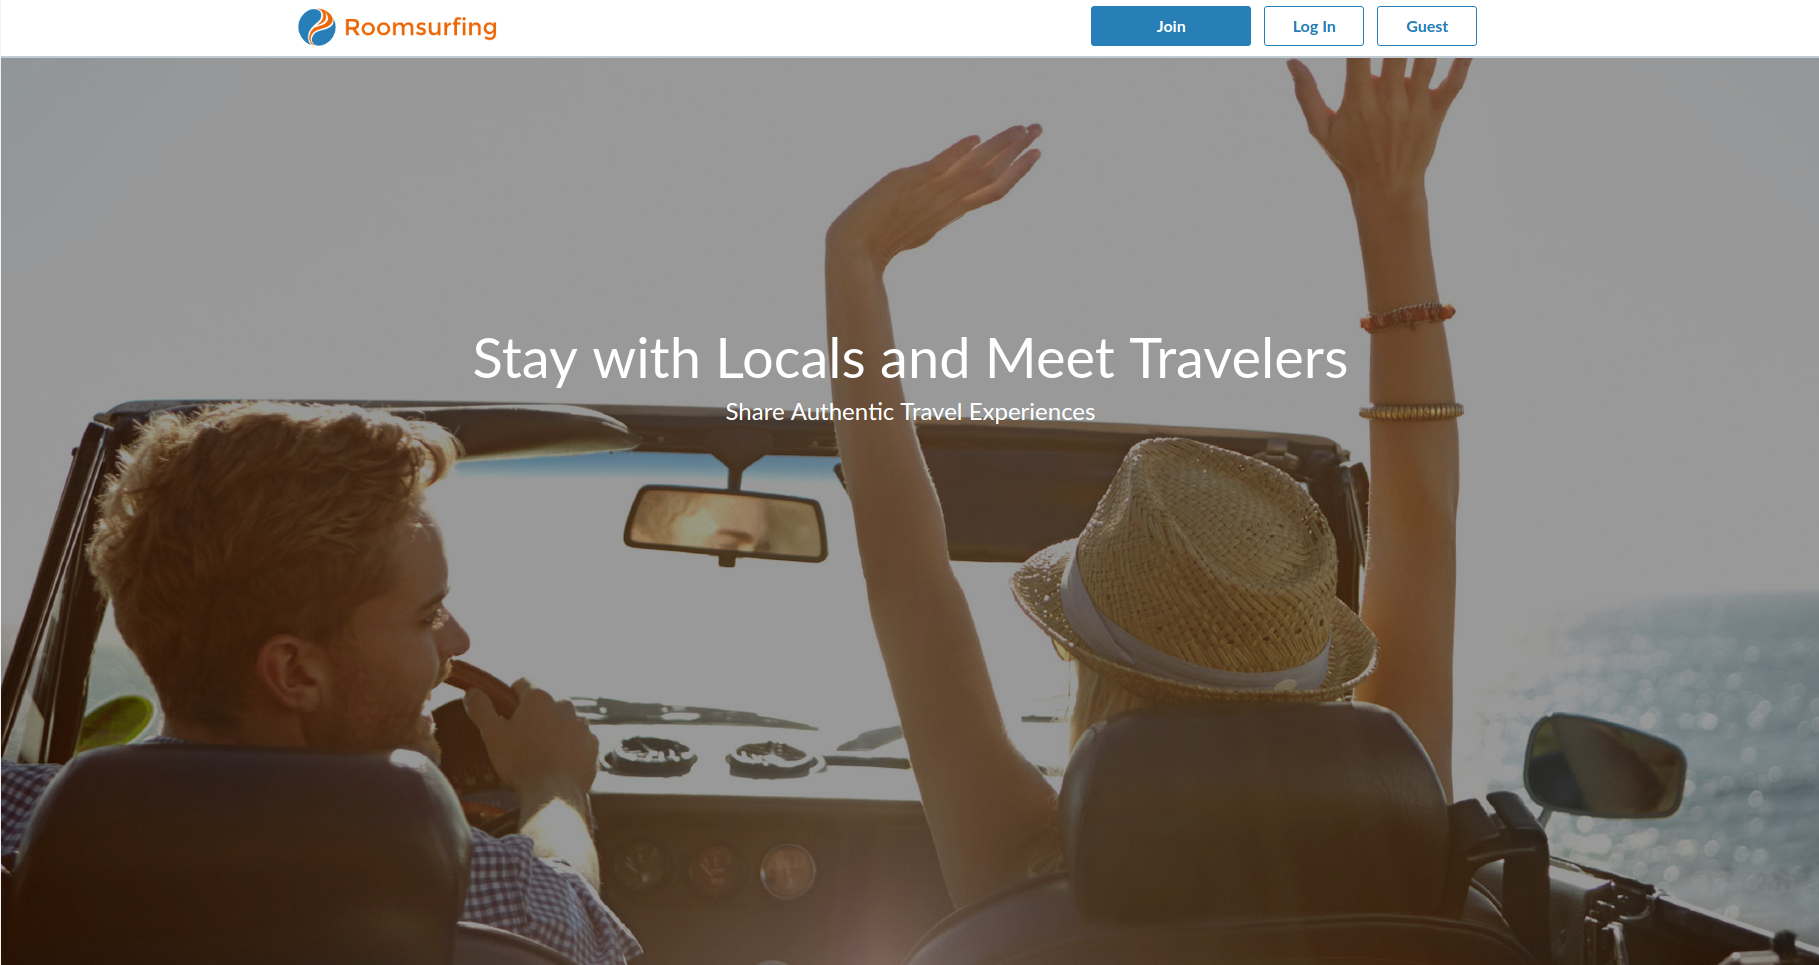 Roomsurfing
Join
Log In
Guest
Stay with Locals and Meet Travelers
Share Authentic Travel Experiences